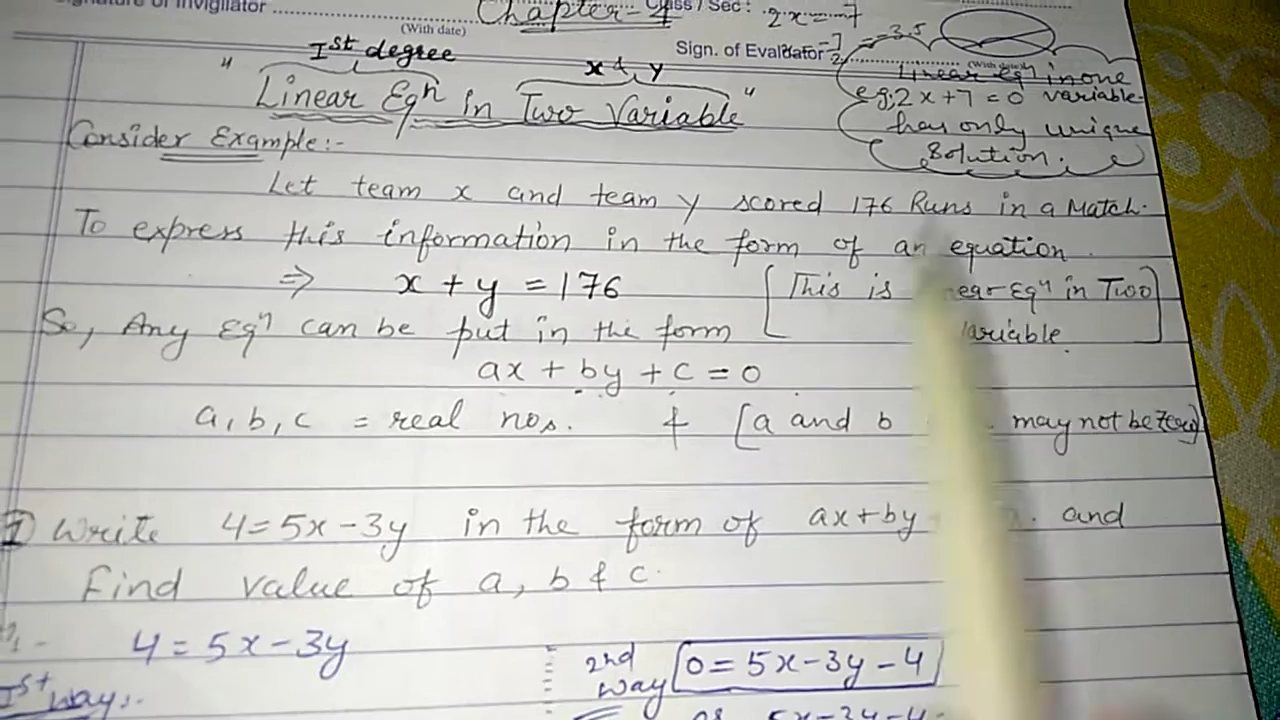 Signature of Invigilator
Chapter-4
Class / Sec :
2x = -7
(With date)
Sign. of Evaluator
= -3.5
Ist degree
x & y
"Linear Eqn in Two Variable"
Linear Eqn in one
eg; 2x+7=0 variable
has only unique
Solution.
Consider Example:-
Let team x and team y scored 176 Runs in a Match.
To express this information in the form of an equation.
⇒ x + y = 176
[This is Eqn in Two
So, Any Eqn can be put in the form
ax + by + c = 0
a, b, c = real nos. & [a and b may not be zero]
1 Write 4=5x-3y in the form of ax+by and
Find value of a, b & c.
4 = 5x-3y
2nd way [0 = 5x-3y-4]
Ist way:-
or 5x-3y-4